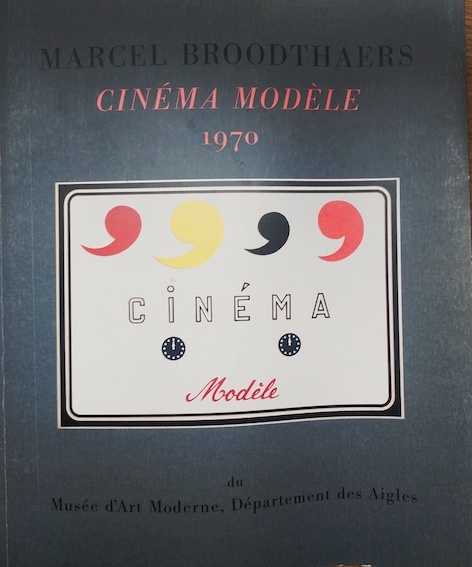 MARCEL BROODTHAERS
CINÉMA MODÈLE
1970
, , , ,
CiNÉMA
Modèle
du
Musée d'Art Moderne, Département des Aigles